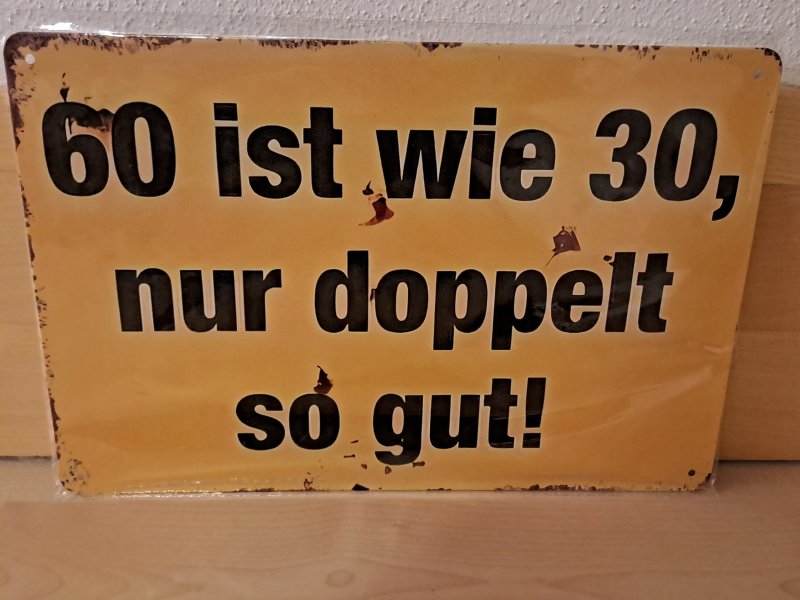 60 ist wie 30,
nur doppelt
so gut!